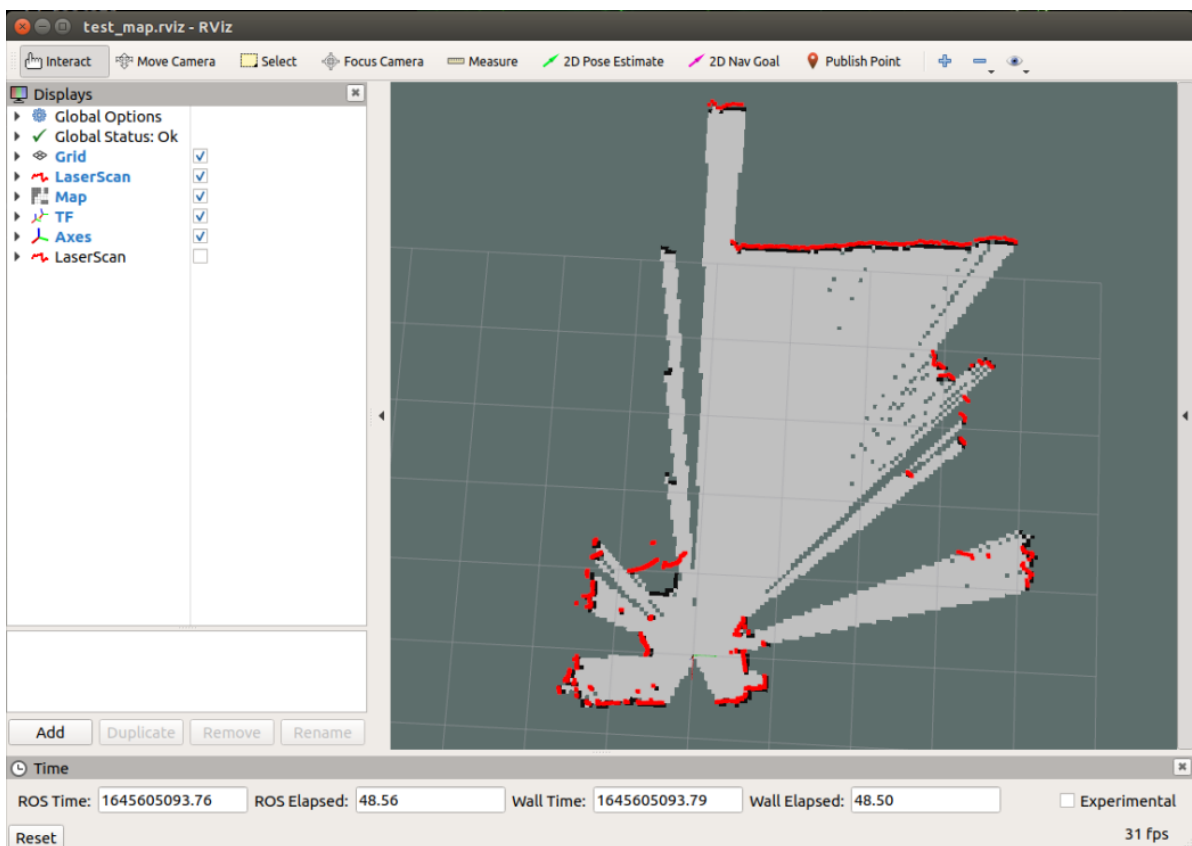 test_map.rviz - RViz
Interact Move Camera Select Focus Camera Measure 2D Pose Estimate 2D Nav Goal Publish Point
Displays
Global Options
Global Status: Ok
Grid
LaserScan
Map
TF
Axes
LaserScan
Add Duplicate Remove Rename
Time
ROS Time: 1645605093.76 ROS Elapsed: 48.56 Wall Time: 1645605093.79 Wall Elapsed: 48.50 Experimental
Reset 31 fps